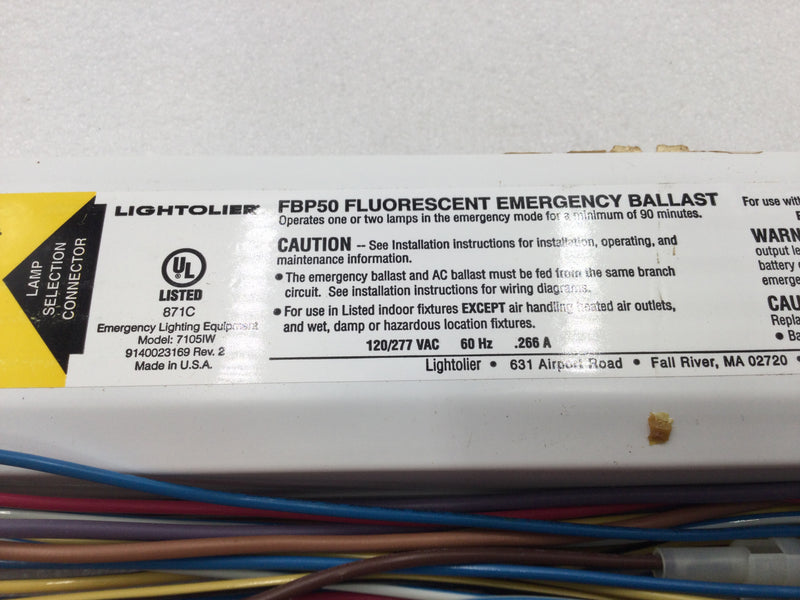 LAMP
SELECTION
CONNECTOR
LIGHTOLIER
UL
LISTED
871C
Emergency Lighting Equipment
Model: 7105IW
9140023169 Rev. 2
Made in U.S.A.
FBP50 FLUORESCENT EMERGENCY BALLAST
Operates one or two lamps in the emergency mode for a minimum of 90 minutes.
CAUTION -- See Installation Instructions for installation, operating, and
maintenance information.
• The emergency ballast and AC ballast must be fed from the same branch
circuit. See installation instructions for wiring diagrams.
• For use in Listed indoor fixtures EXCEPT air handling heated air outlets,
and wet, damp or hazardous location fixtures.
120/277 VAC 60 Hz .266 A
Lightolier • 631 Airport Road • Fall River, MA 02720 •
For use with
WARN
output le
battery
emerge
CAU
Repla
• Ba